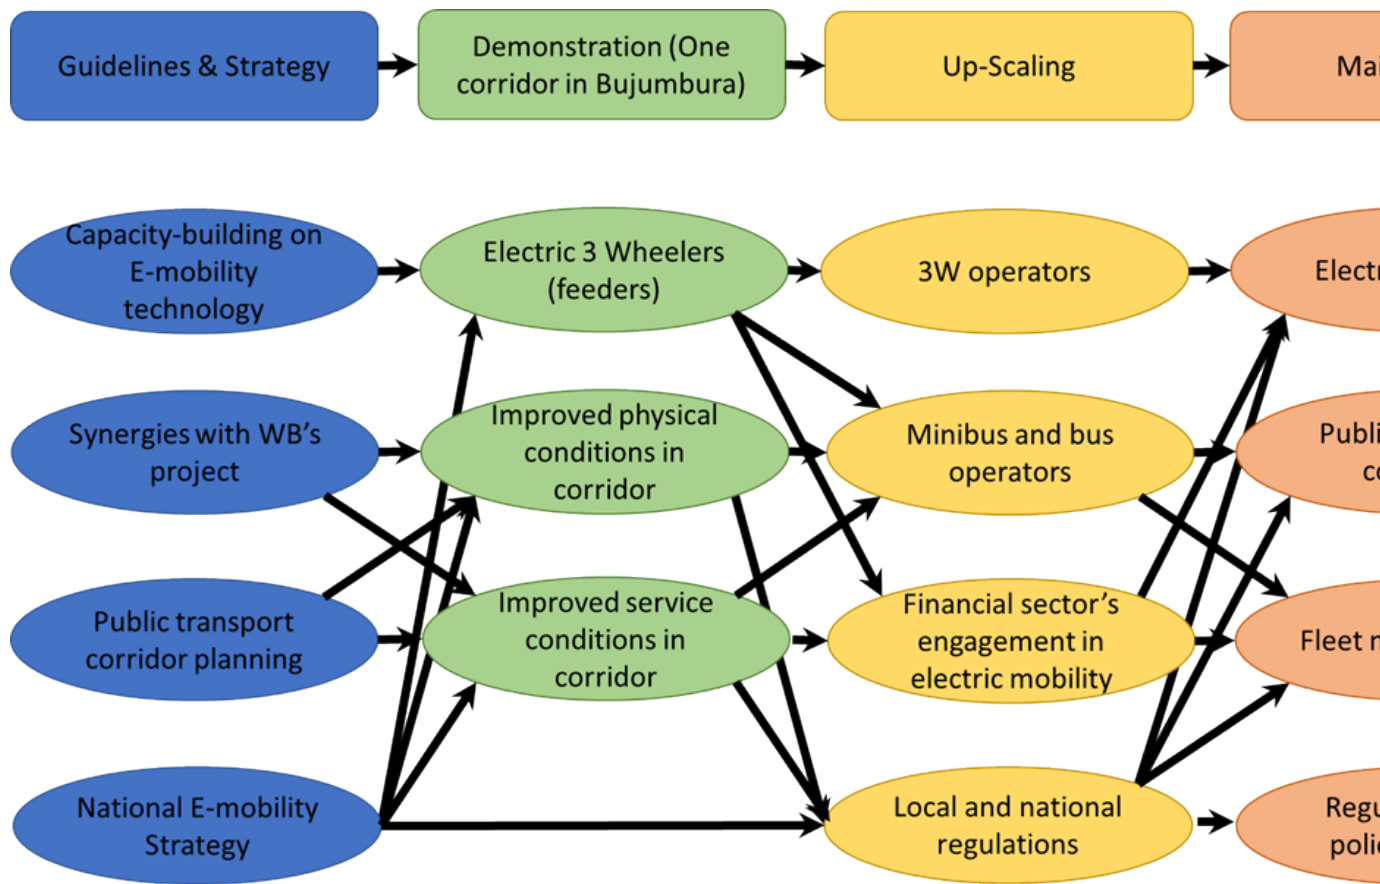 Guidelines & Strategy
Demonstration (One
corridor in Bujumbura)
Up-Scaling
Capacity-building on
E-mobility
technology
Electric 3 Wheelers
(feeders)
3W operators
Synergies with WB's
project
Improved physical
conditions in
corridor
Minibus and bus
operators
Public transport
corridor planning
Improved service
conditions in
corridor
Financial sector's
engagement in
electric mobility
Fleet
National E-mobility
Strategy
Local and national
regulations